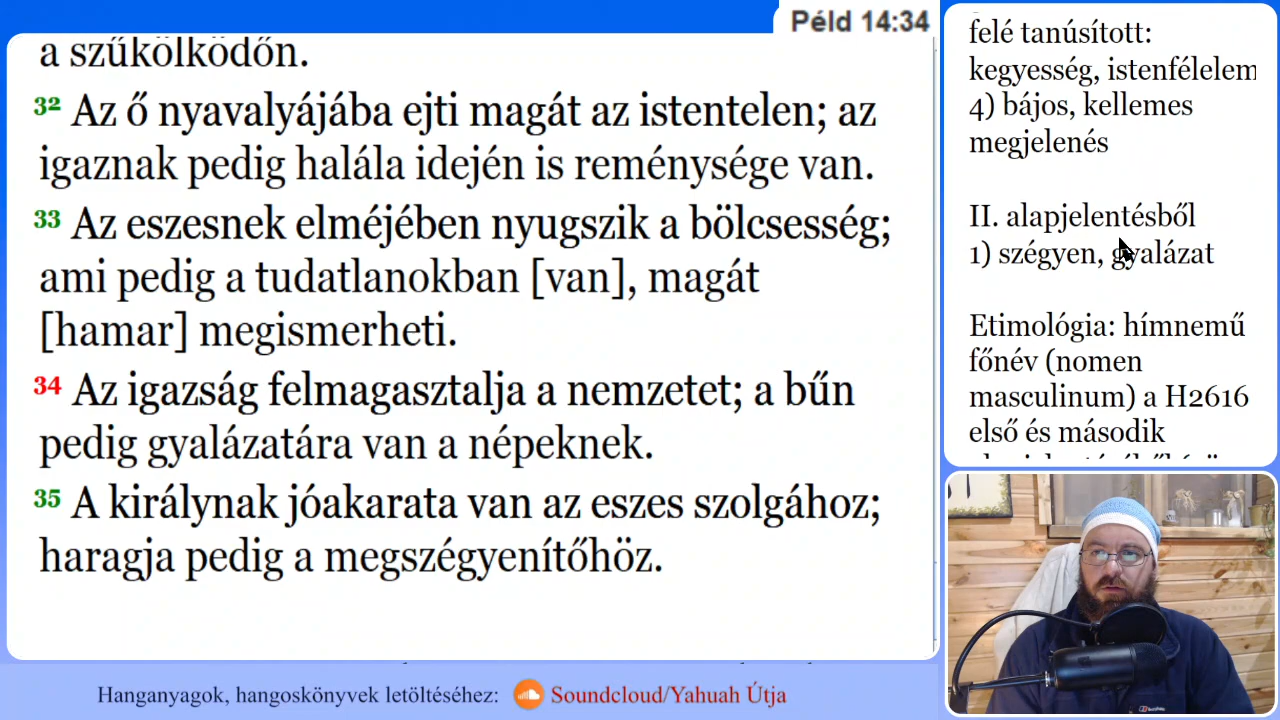 Péld 14:34
a szűkölködőn.
32 Az ő nyavalyájába ejti magát az istentelen; az
igaznak pedig halála idején is reménysége van.
33 Az eszesnek elméjében nyugszik a bölcsesség;
ami pedig a tudatlanokban [van], magát
[hamar] megismerheti.
34 Az igazság felmagasztalja a nemzetet; a bűn
pedig gyalázatára van a népeknek.
35 A királynak jóakarata van az eszes szolgához;
haragja pedig a megszégyenítőhöz.
felé tanúsított:
kegyesség, istenfélelem
4) bájos, kellemes
megjelenés
II. alapjelentésből
1) szégyen, gyalázat
Etimológia: hímnemű
főnév (nomen
masculinum) a H2616
első és második
Hanganyagok, hangoskönyvek letöltéséhez: Soundcloud/Yahuah Útja